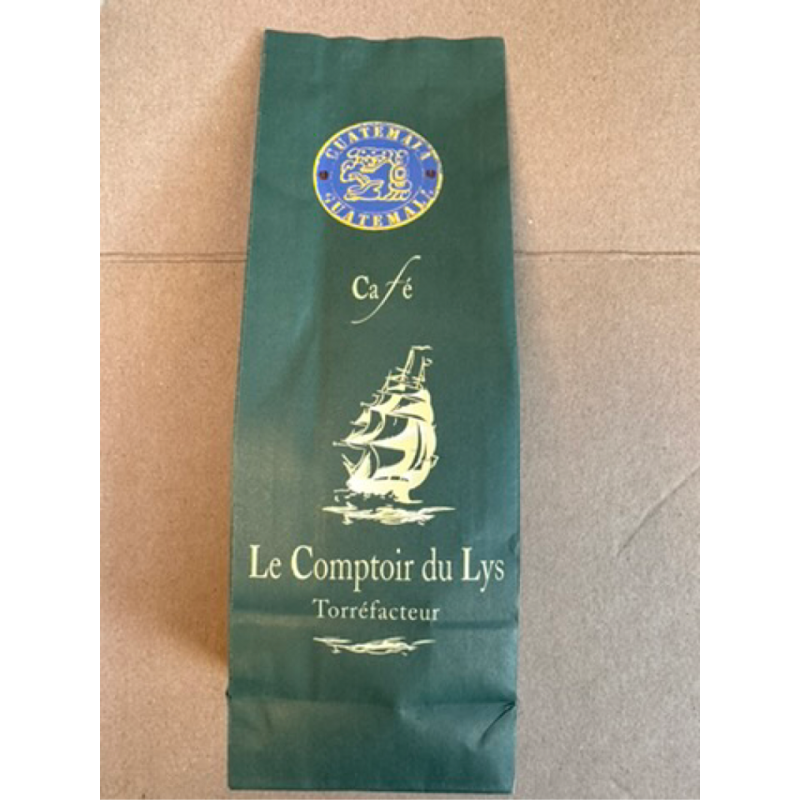 GUATEMALA
GUATEMALA
Café
Le Comptoir du Lys
Torréfacteur